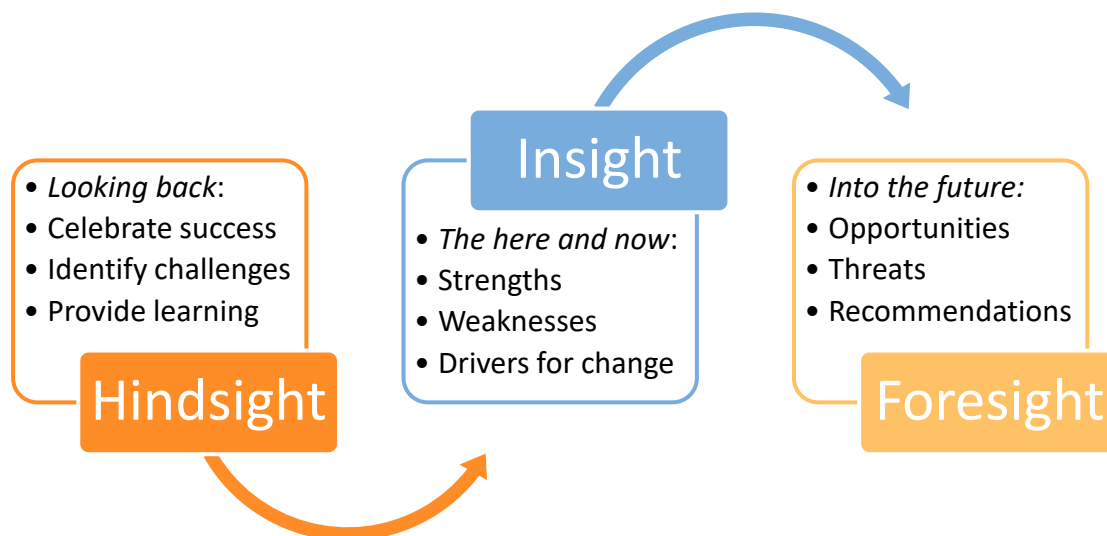 • Looking back:
• Celebrate success
• Identify challenges
• Provide learning
Hindsight
Insight
• The here and now:
• Strengths
• Weaknesses
• Drivers for change
• Into the future:
• Opportunities
• Threats
• Recommendations
Foresight